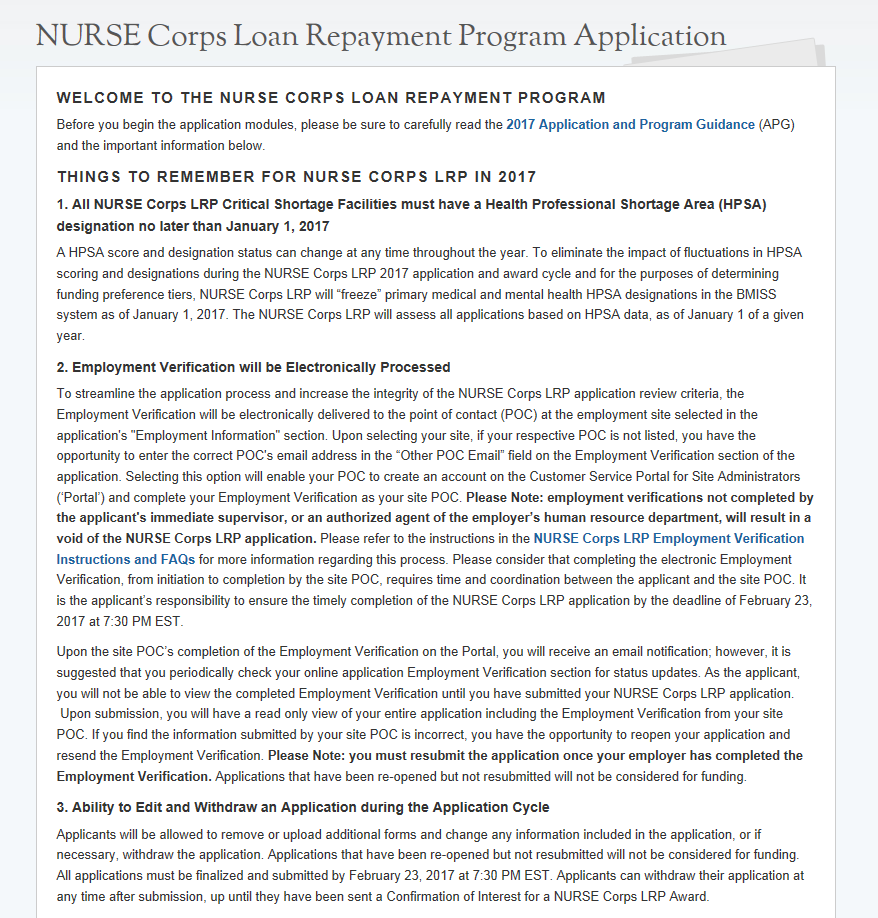 NURSE Corps Loan Repayment Program Application
WELCOME TO THE NURSE CORPS LOAN REPAYMENT PROGRAM
Before you begin the application modules, please be sure to carefully read the 2017 Application and Program Guidance (APG)
and the important information below.
THINGS TO REMEMBER FOR NURSE CORPS LRP IN 2017
1. All NURSE Corps LRP Critical Shortage Facilities must have a Health Professional Shortage Area (HPSA)
designation no later than January 1, 2017
A HPSA score and designation status can change at any time throughout the year. To eliminate the impact of fluctuations in HPSA
scoring and designations during the NURSE Corps LRP 2017 application and award cycle and for the purposes of determining
funding preference tiers, NURSE Corps LRP will “freeze” primary medical and mental health HPSA designations in the BMISS
system as of January 1, 2017. The NURSE Corps LRP will assess all applications based on HPSA data, as of January 1 of a given
year.
2. Employment Verification will be Electronically Processed
To streamline the application process and increase the integrity of the NURSE Corps LRP application review criteria, the
Employment Verification will be electronically delivered to the point of contact (POC) at the employment site selected in the
application's "Employment Information" section. Upon selecting your site, if your respective POC is not listed, you have the
opportunity to enter the correct POC's email address in the “Other POC Email” field on the Employment Verification section of the
application. Selecting this option will enable your POC to create an account on the Customer Service Portal for Site Administrators
(‘Portal’) and complete your Employment Verification as your site POC. Please Note: employment verifications not completed by
the applicant's immediate supervisor, or an authorized agent of the employer’s human resource department, will result in a
void of the NURSE Corps LRP application. Please refer to the instructions in the NURSE Corps LRP Employment Verification
Instructions and FAQs for more information regarding this process. Please consider that completing the electronic Employment
Verification, from initiation to completion by the site POC, requires time and coordination between the applicant and the site POC. It
is the applicant’s responsibility to ensure the timely completion of the NURSE Corps LRP application by the deadline of February 23,
2017 at 7:30 PM EST.
Upon the site POC’s completion of the Employment Verification on the Portal, you will receive an email notification; however, it is
suggested that you periodically check your online application Employment Verification section for status updates. As the applicant,
you will not be able to view the completed Employment Verification until you have submitted your NURSE Corps LRP application.
Upon submission, you will have a read only view of your entire application including the Employment Verification from your site
POC. If you find the information submitted by your site POC is incorrect, you have the opportunity to reopen your application and
resend the Employment Verification. Please Note: you must resubmit the application once your employer has completed the
Employment Verification. Applications that have been re-opened but not resubmitted will not be considered for funding.
3. Ability to Edit and Withdraw an Application during the Application Cycle
Applicants will be allowed to remove or upload additional forms and change any information included in the application, or if
necessary, withdraw the application. Applications that have been re-opened but not resubmitted will not be considered for funding.
All applications must be finalized and submitted by February 23, 2017 at 7:30 PM EST. Applicants can withdraw their application at
any time after submission, up until they have been sent a Confirmation of Interest for a NURSE Corps LRP Award.